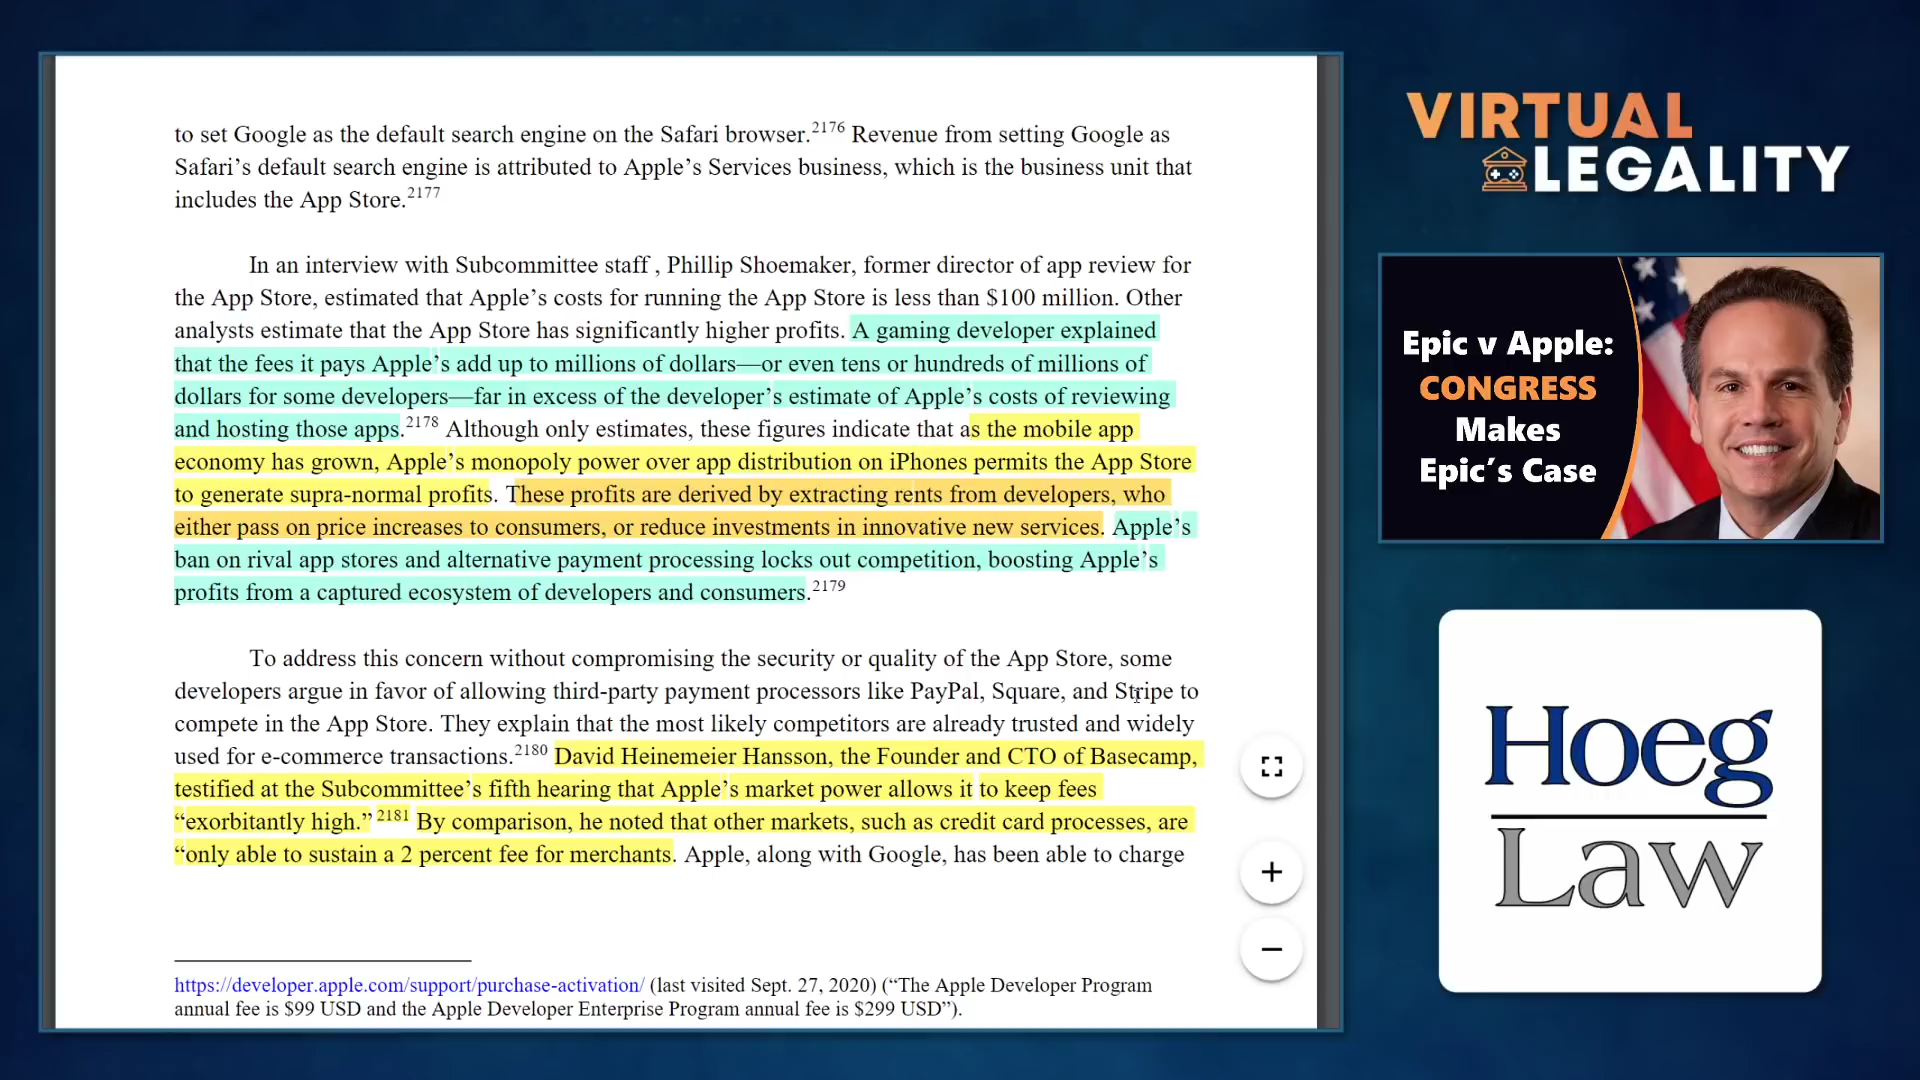 to set Google as the default search engine on the Safari browser.2176 Revenue from setting Google as
Safari’s default search engine is attributed to Apple’s Services business, which is the business unit that
includes the App Store.2177
In an interview with Subcommittee staff , Phillip Shoemaker, former director of app review for
the App Store, estimated that Apple’s costs for running the App Store is less than $100 million. Other
analysts estimate that the App Store has significantly higher profits. A gaming developer explained
that the fees it pays Apple’s add up to millions of dollars—or even tens or hundreds of millions of
dollars for some developers—far in excess of the developer’s estimate of Apple’s costs of reviewing
and hosting those apps.2178 Although only estimates, these figures indicate that as the mobile app
economy has grown, Apple’s monopoly power over app distribution on iPhones permits the App Store
to generate supra-normal profits. These profits are derived by extracting rents from developers, who
either pass on price increases to consumers, or reduce investments in innovative new services. Apple’s
ban on rival app stores and alternative payment processing locks out competition, boosting Apple’s
profits from a captured ecosystem of developers and consumers.2179
To address this concern without compromising the security or quality of the App Store, some
developers argue in favor of allowing third-party payment processors like PayPal, Square, and Stripe to
compete in the App Store. They explain that the most likely competitors are already trusted and widely
used for e-commerce transactions.2180 David Heinemeier Hansson, the Founder and CTO of Basecamp,
testified at the Subcommittee’s fifth hearing that Apple’s market power allows it to keep fees
“exorbitantly high.” 2181 By comparison, he noted that other markets, such as credit card processes, are
“only able to sustain a 2 percent fee for merchants. Apple, along with Google, has been able to charge
https://developer.apple.com/support/purchase-activation/ (last visited Sept. 27, 2020) (“The Apple Developer Program
annual fee is $99 USD and the Apple Developer Enterprise Program annual fee is $299 USD”).
VIRTUAL
LEGALITY
Epic v Apple:
CONGRESS
Makes
Epic’s Case
Hoeg
Law